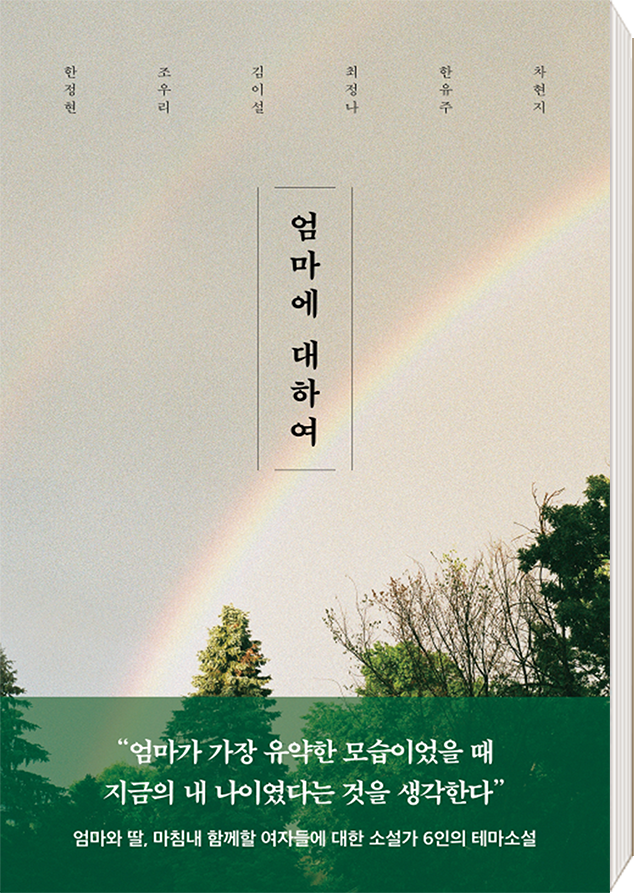 한정현
조우리
김이설
최정나
한유주
차현지
엄마에 대하여
“엄마가 가장 유약한 모습이었을 때
지금의 내 나이였다는 것을 생각한다”
엄마와 딸, 마침내 함께할 여자들에 대한 소설가 6인의 테마소설